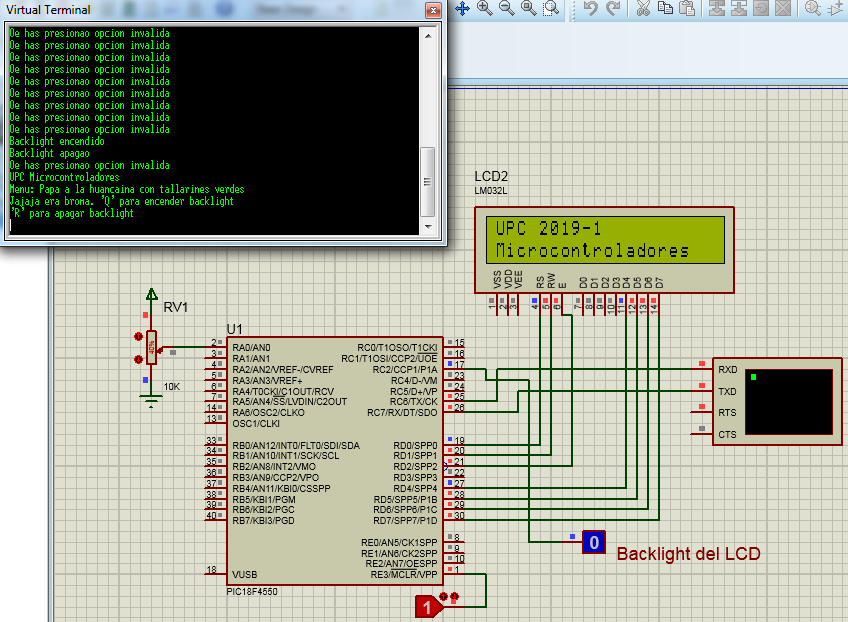 Virtual Terminal
Oe has presionao opcion invalida
Oe has presionao opcion invalida
Oe has presionao opcion invalida
Oe has presionao opcion invalida
Oe has presionao opcion invalida
Oe has presionao opcion invalida
Oe has presionao opcion invalida
Oe has presionao opcion invalida
Oe has presionao opcion invalida
Backlight encendido
Backlight apagao
Oe has presionao opcion invalida
UPC Microcontroladores
Menu: Papa a la huancaina con tallarines verdes
Jajaja era broma. 'Q' para encender backlight
'R' para apagar backlight
LCD2
LM032L
UPC 2019-1
Microcontroladores
VSS
VDD
VEE
RS
RW
E
D0
D1
D2
D3
D4
D5
D6
D7
1
2
3
4
5
6
7
8
9
10
11
12
13
14
RV1
40%
10K
U1
2 RA0/AN0
3 RA1/AN1
4 RA2/AN2/VREF-/CVREF
5 RA3/AN3/VREF+
6 RA4/T0CKI/C1OUT/RCV
7 RA5/AN4/SS/LVDIN/C2OUT
14 RA6/OSC2/CLKO
13 OSC1/CLKI
33 RB0/AN12/INT0/FLT0/SDI/SDA
34 RB1/AN10/INT1/SCK/SCL
35 RB2/AN8/INT2/VMO
36 RB3/AN9/CCP2/VPO
37 RB4/AN11/KBI0/CSSPP
38 RB5/KBI1/PGM
39 RB6/KBI2/PGC
40 RB7/KBI3/PGD
18 VUSB
RC0/T1OSO/T1CKI 15
RC1/T1OSI/CCP2/UOE 16
RC2/CCP1/P1A 17
RC4/D-/VM 23
RC5/D+/VP 24
RC6/TX/CK 25
RC7/RX/DT/SDO 26
RD0/SPP0 19
RD1/SPP1 20
RD2/SPP2 21
RD3/SPP3 22
RD4/SPP4 27
RD5/SPP5/P1B 28
RD6/SPP6/P1C 29
RD7/SPP7/P1D 30
RE0/AN5/CK1SPP 8
RE1/AN6/CK2SPP 9
RE2/AN7/OESPP 10
RE3/MCLR/VPP 1
PIC18F4550
1
RXD
TXD
RTS
CTS
0
Backlight del LCD